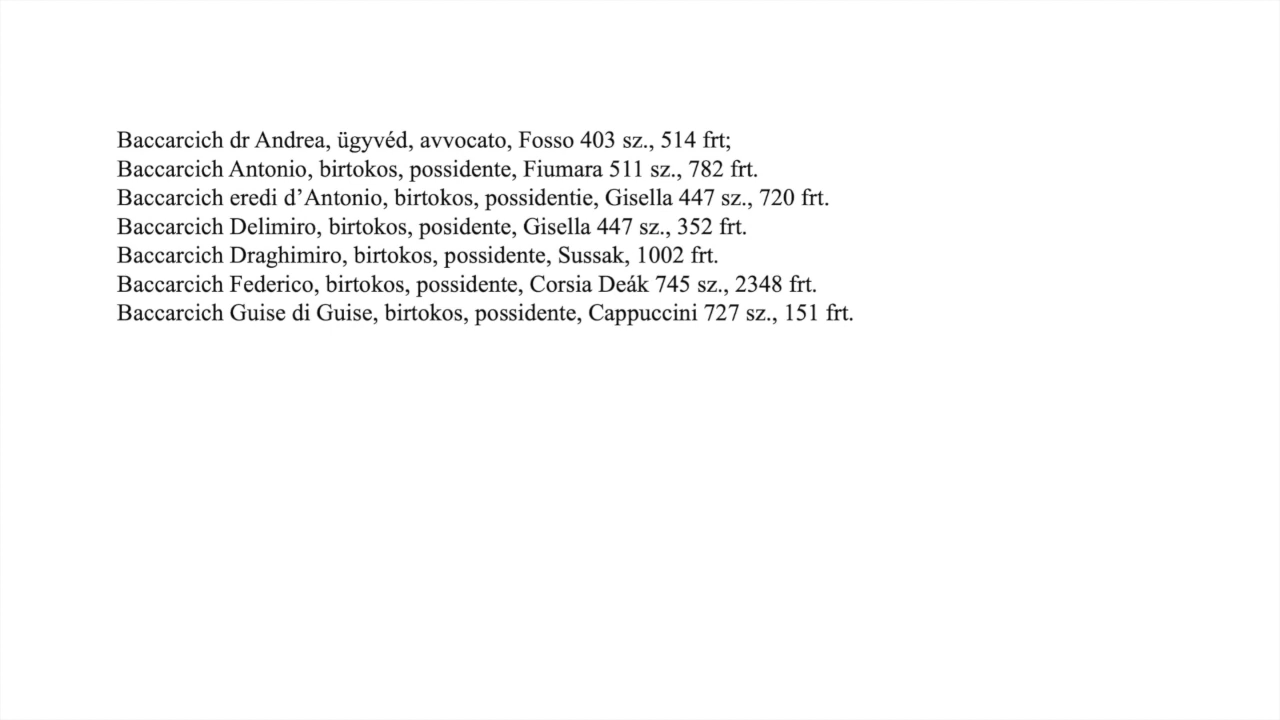 Baccarcich dr Andrea, ügyvéd, avvocato, Fosso 403 sz., 514 frt;
Baccarcich Antonio, birtokos, possidente, Fiumara 511 sz., 782 frt.
Baccarcich eredi d’Antonio, birtokos, possidentie, Gisella 447 sz., 720 frt.
Baccarcich Delimiro, birtokos, posidente, Gisella 447 sz., 352 frt.
Baccarcich Draghimiro, birtokos, possidente, Sussak, 1002 frt.
Baccarcich Federico, birtokos, possidente, Corsia Deák 745 sz., 2348 frt.
Baccarcich Guise di Guise, birtokos, possidente, Cappuccini 727 sz., 151 frt.